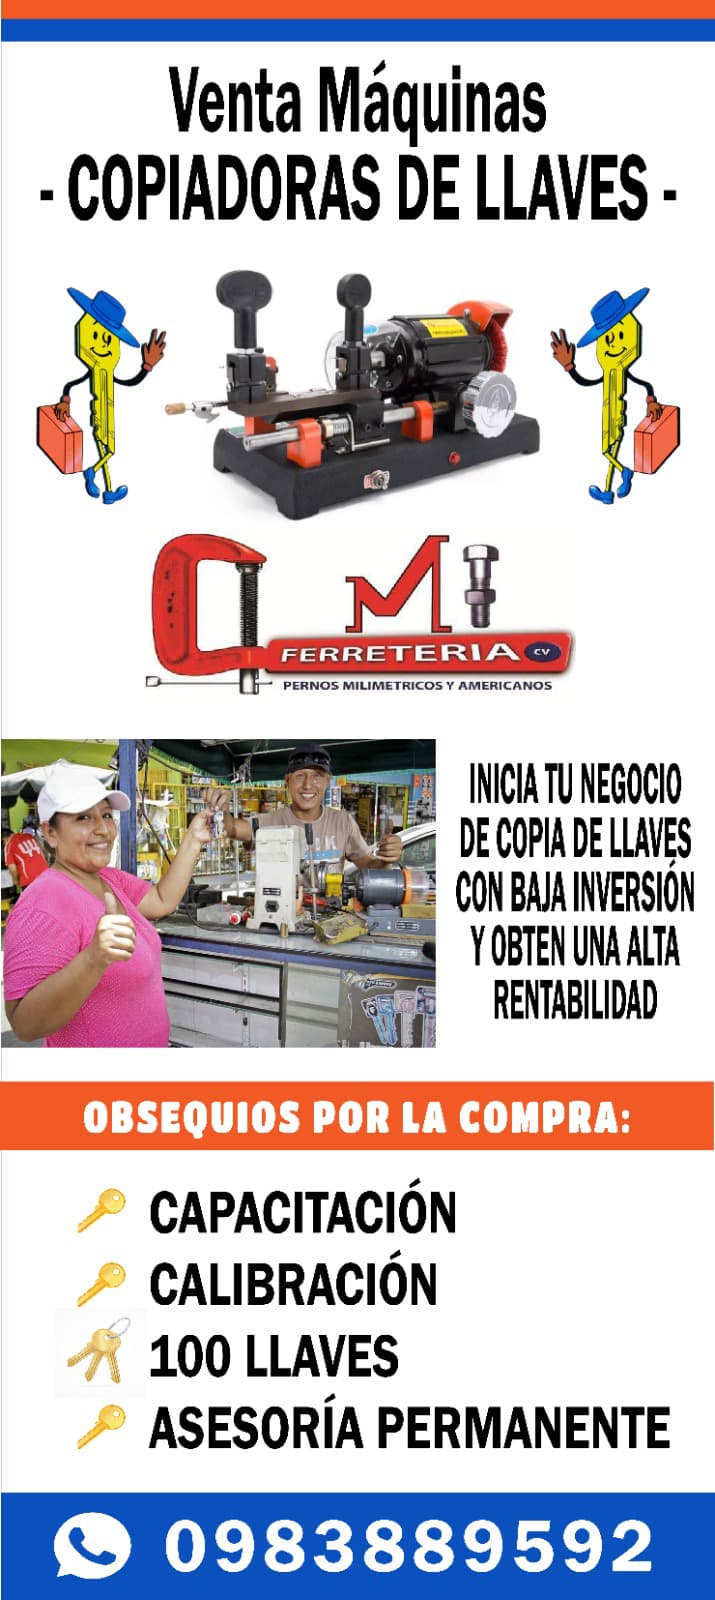 Venta Máquinas
- COPIADORAS DE LLAVES -
M
FERRETERIA CV
PERNOS MILIMETRICOS Y AMERICANOS
44
INICIA TU NEGOCIO
DE COPIA DE LLAVES
CON BAJA INVERSIÓN
Y OBTEN UNA ALTA
RENTABILIDAD
OBSEQUIOS POR LA COMPRA:
CAPACITACIÓN
CALIBRACIÓN
100 LLAVES
ASESORÍA PERMANENTE
0983889592